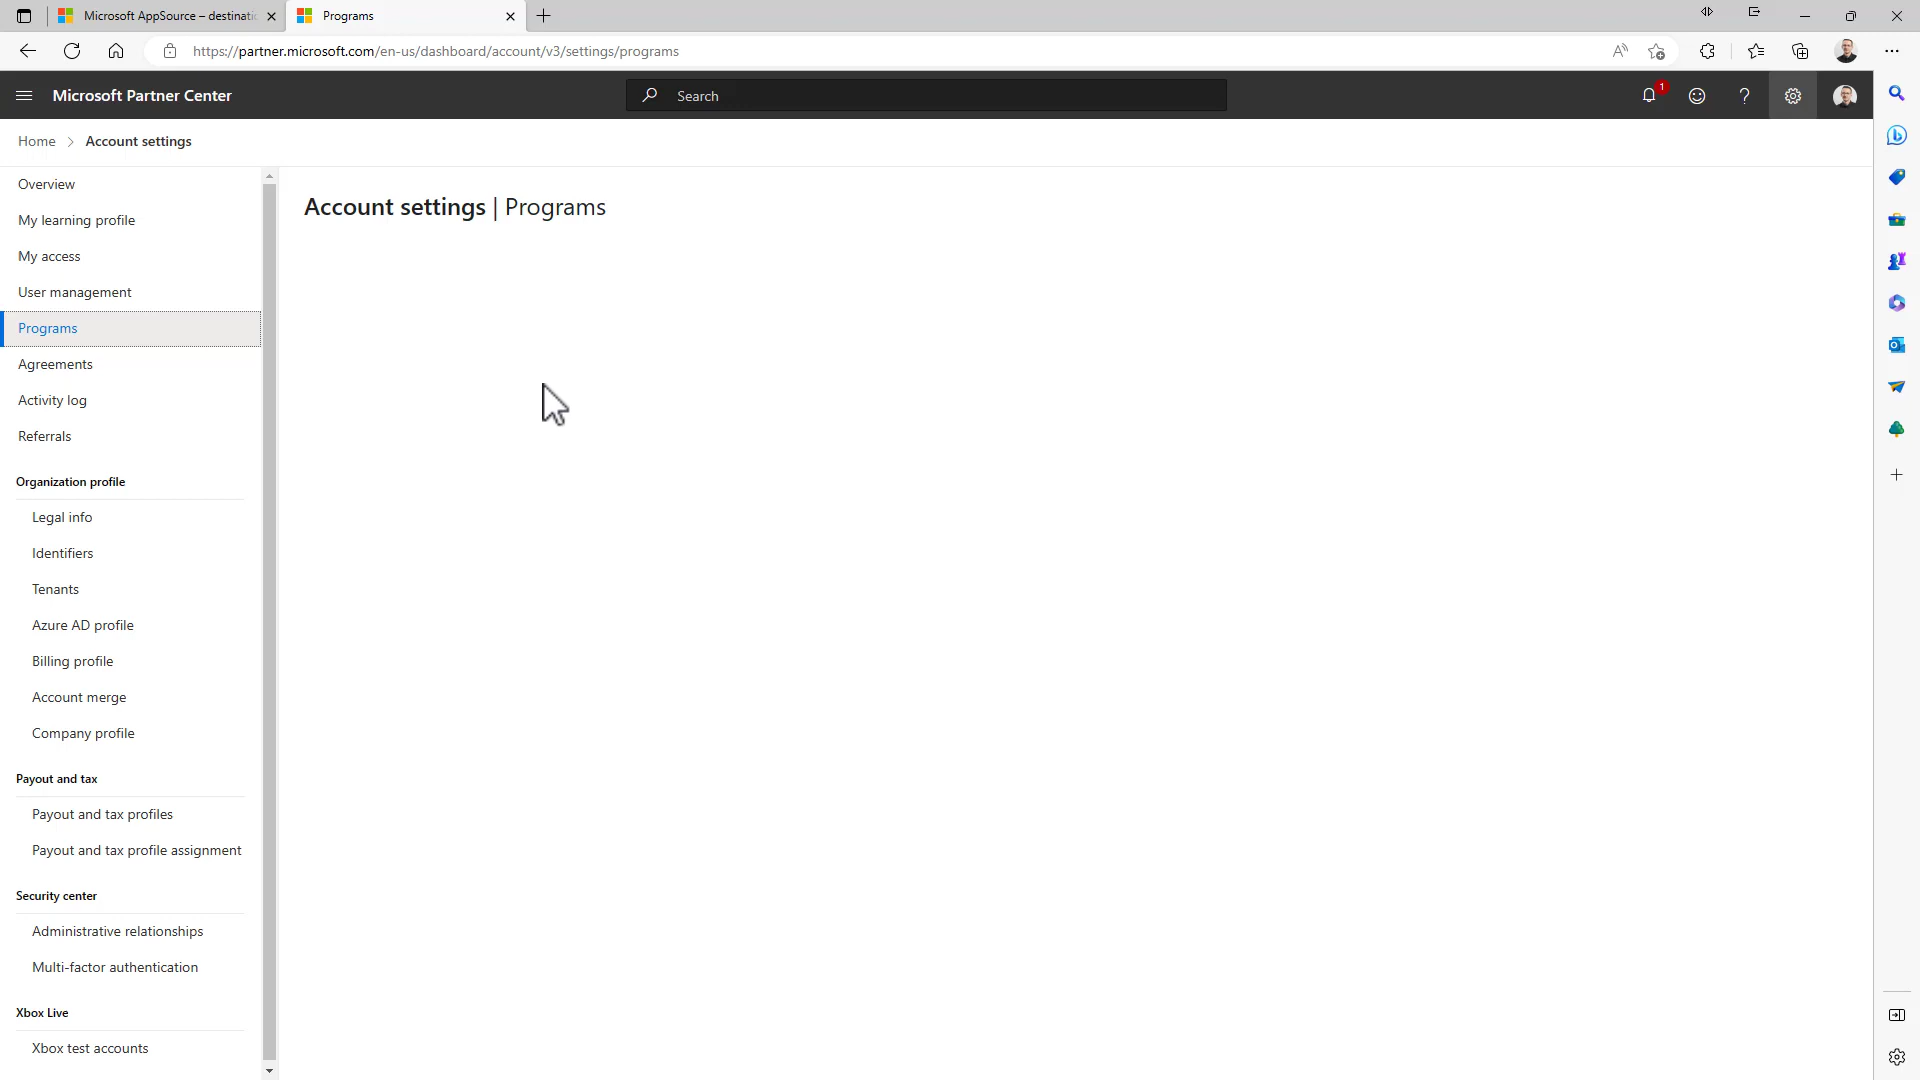 Microsoft AppSource – destinati
Programs
https://partner.microsoft.com/en-us/dashboard/account/v3/settings/programs
Microsoft Partner Center
Search
1
Home
Account settings
Overview
My learning profile
My access
User management
Programs
Agreements
Activity log
Referrals
Organization profile
Legal info
Identifiers
Tenants
Azure AD profile
Billing profile
Account merge
Company profile
Payout and tax
Payout and tax profiles
Payout and tax profile assignment
Security center
Administrative relationships
Multi-factor authentication
Xbox Live
Xbox test accounts
Account settings | Programs